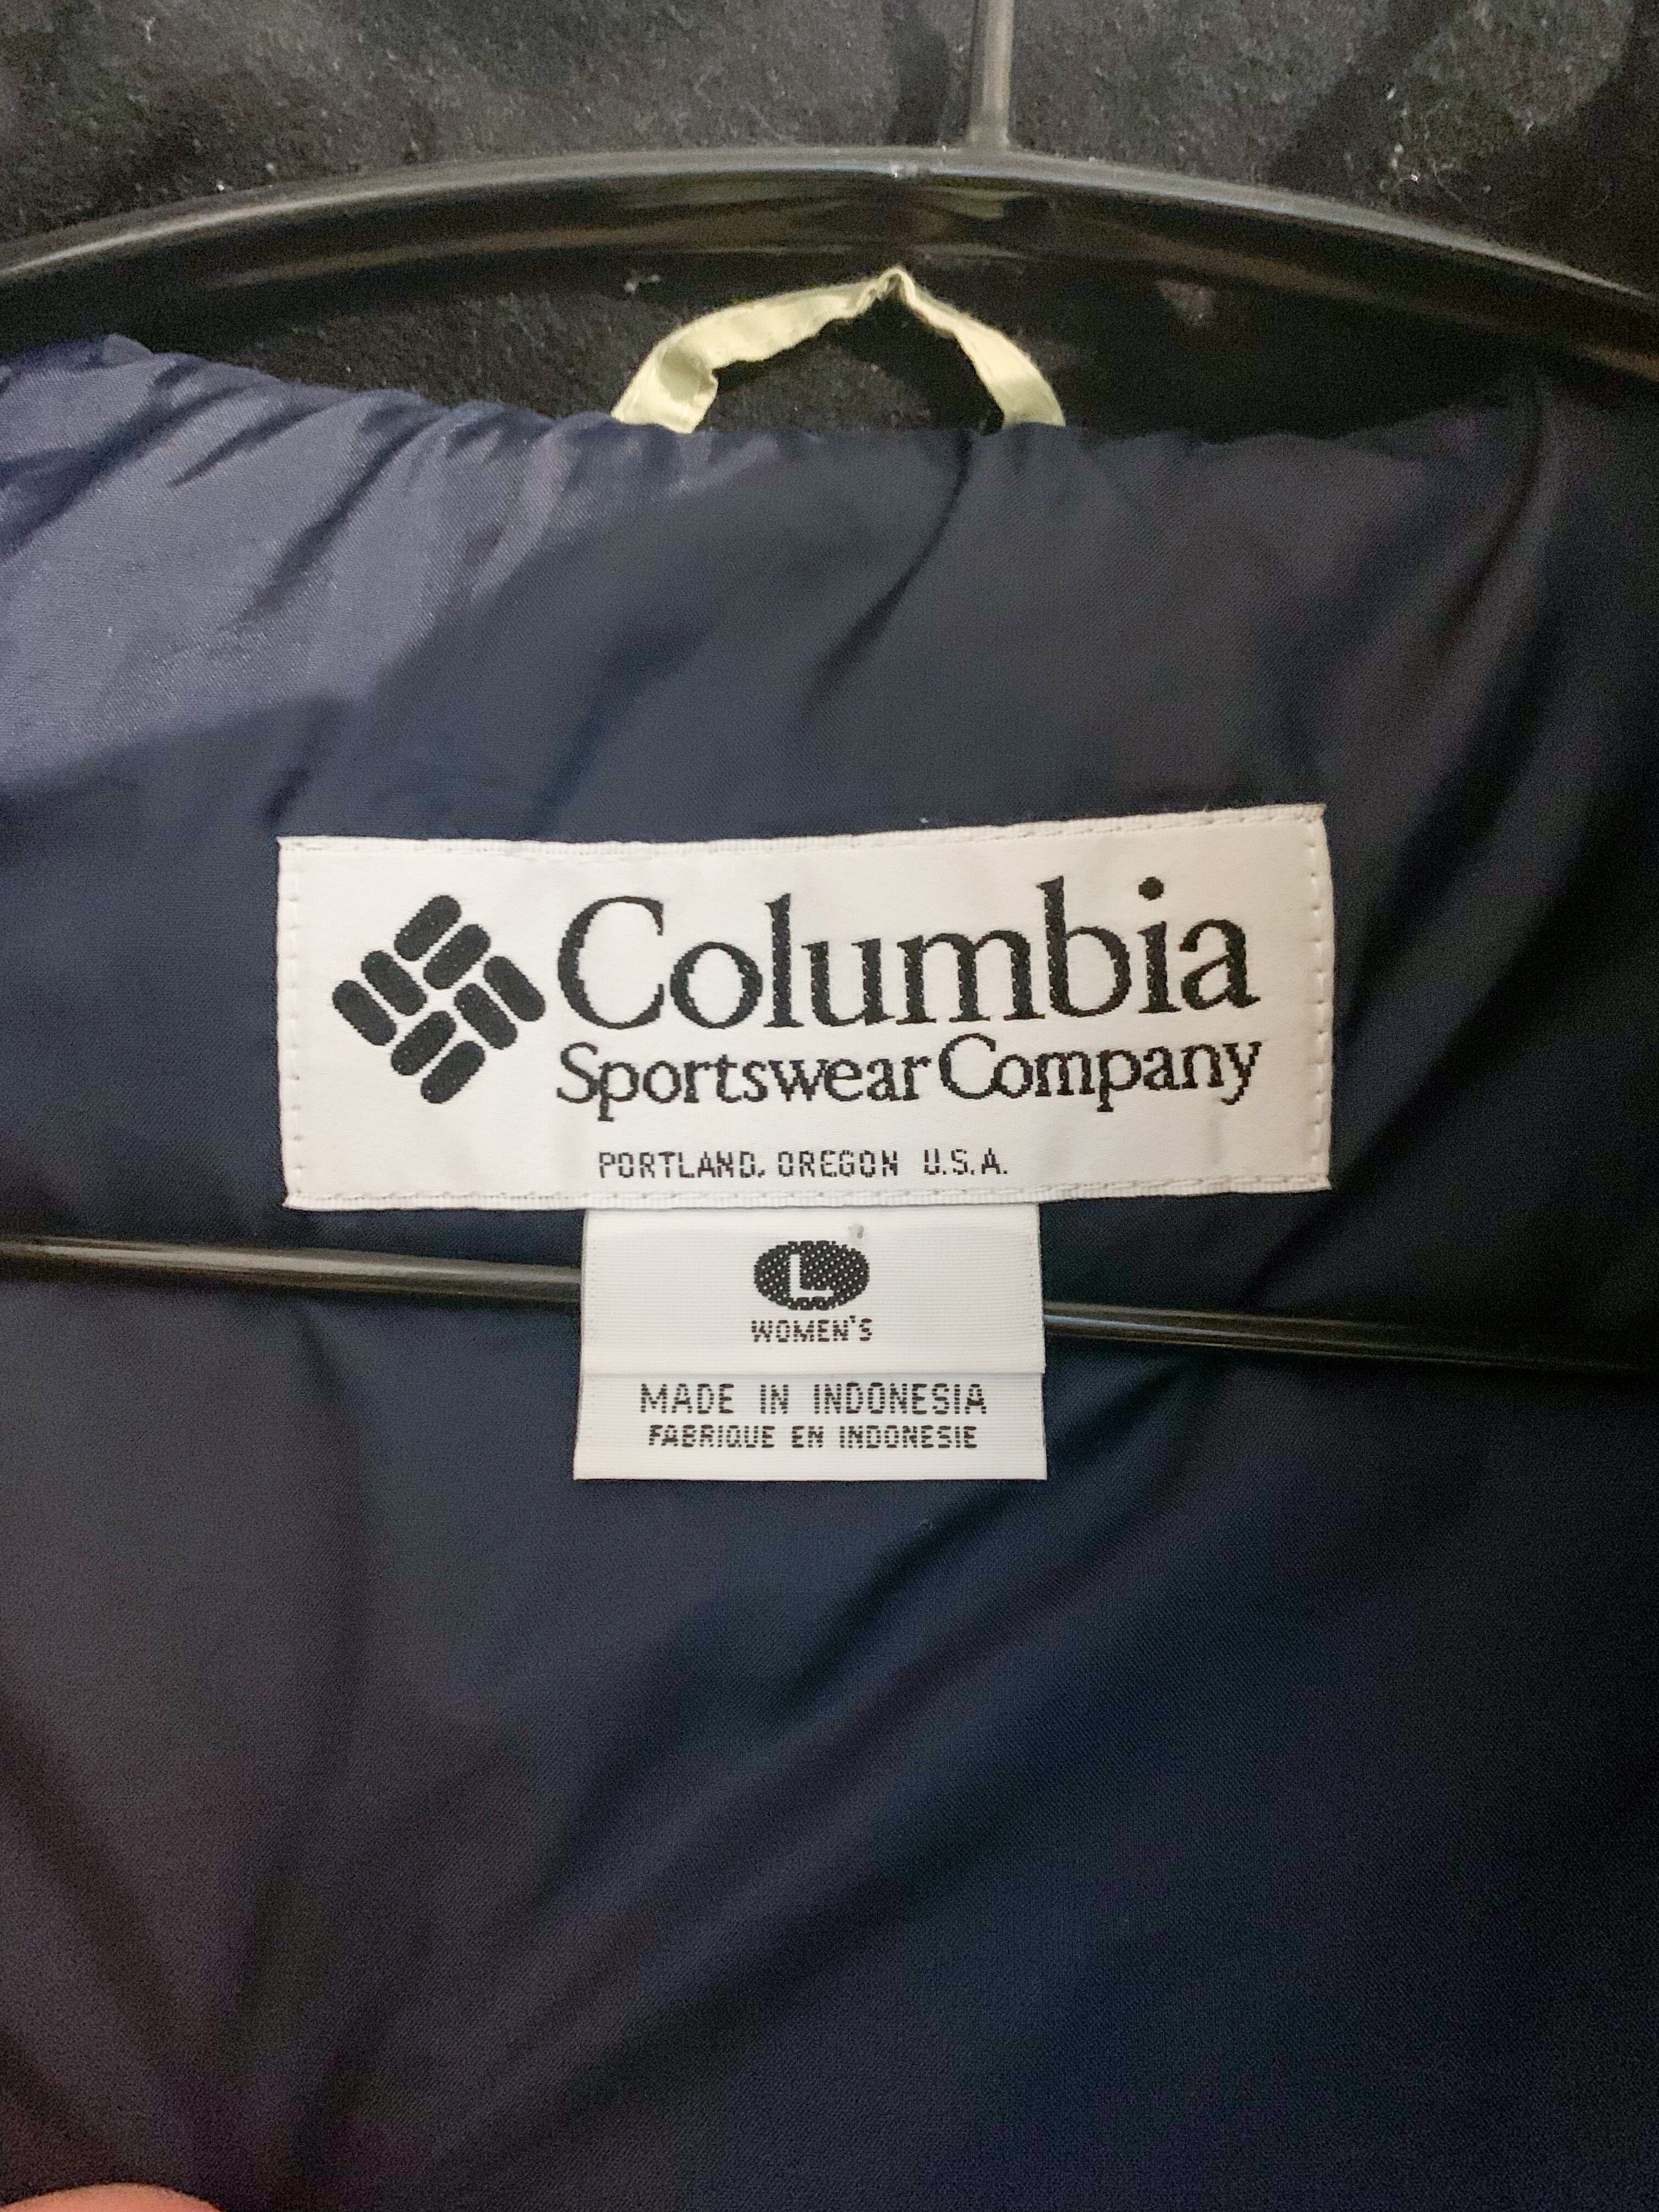 Columbia
Sportswear Company
PORTLAND, OREGON U.S.A.
L
WOMEN'S
MADE IN INDONESIA
FABRIQUE EN INDONESIE